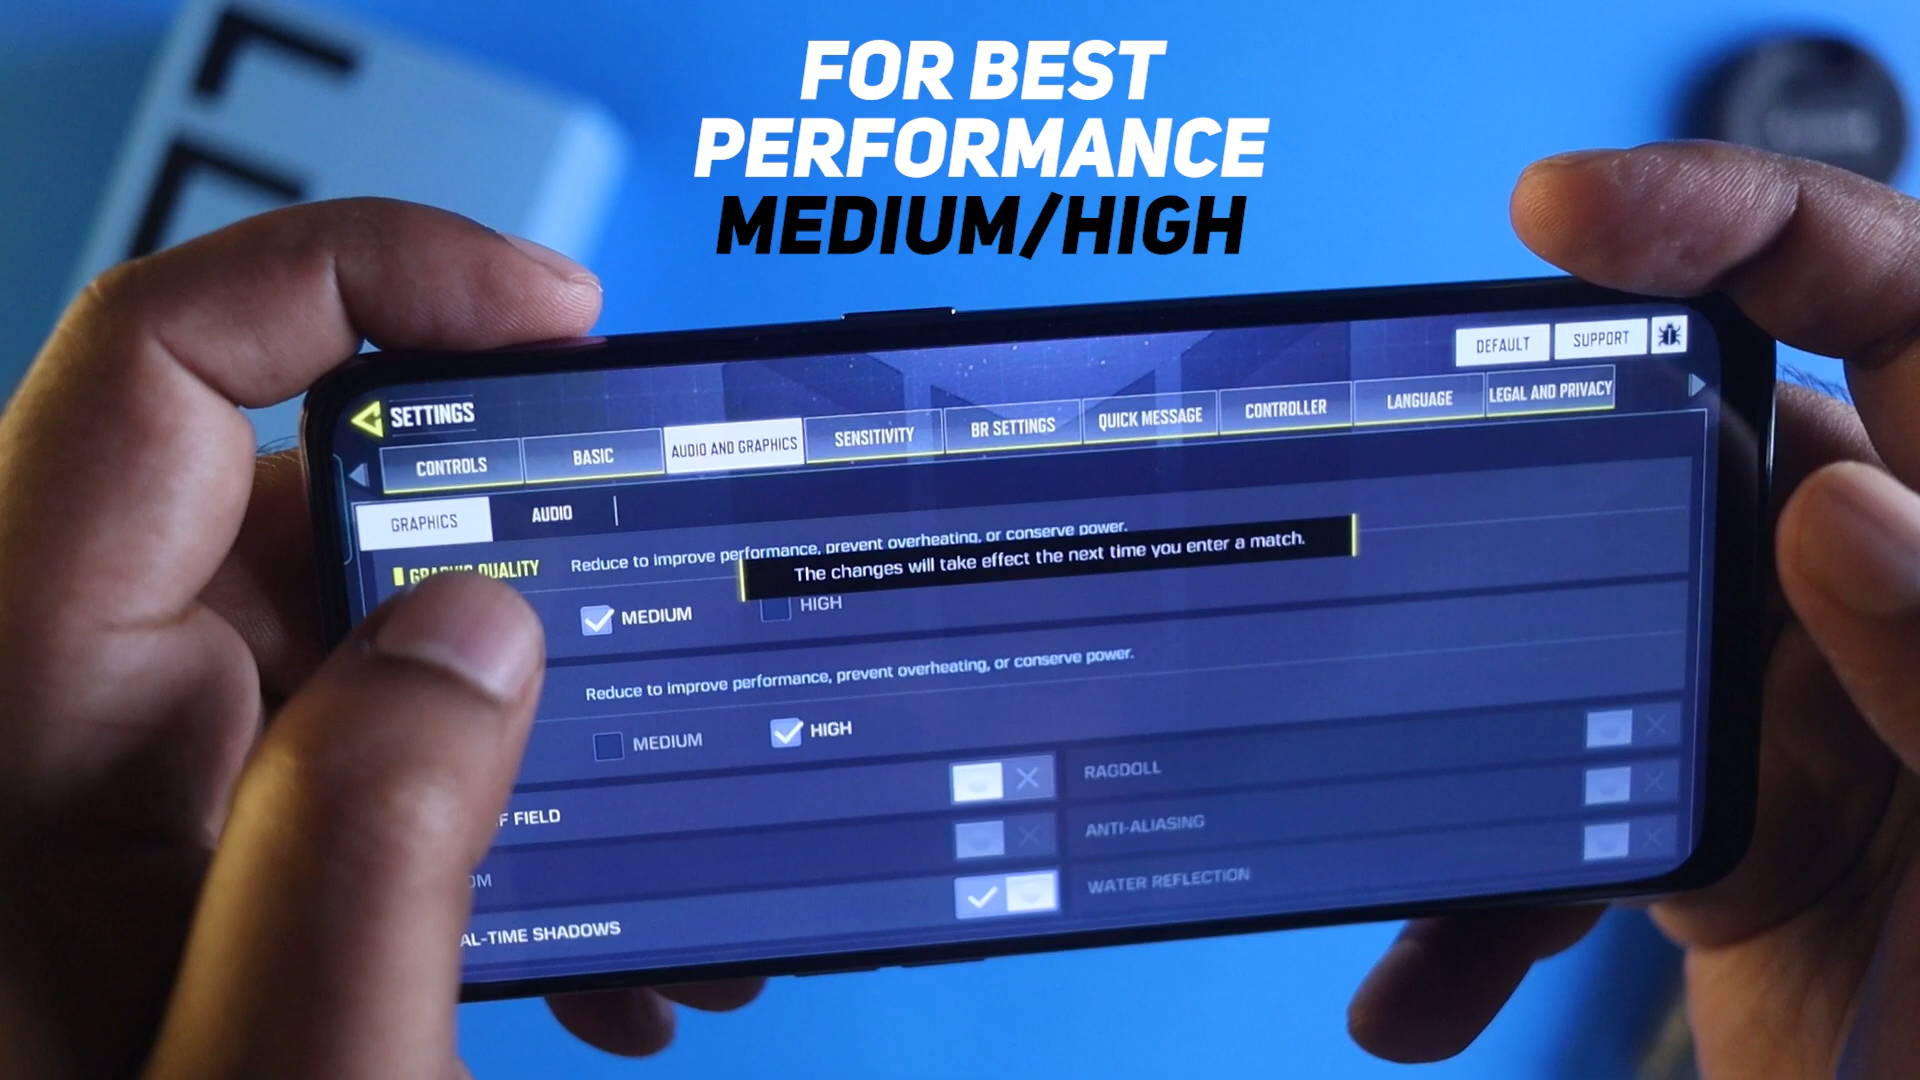 FOR BEST
PERFORMANCE
MEDIUM/HIGH
DEFAULT
SUPPORT
SETTINGS
CONTROLS
BASIC
AUDIO AND GRAPHICS
SENSITIVITY
BR SETTINGS
QUICK MESSAGE
CONTROLLER
LANGUAGE
LEGAL AND PRIVACY
GRAPHICS
AUDIO
GRAPHIC QUALITY
Reduce to improve performance, prevent overheating, or conserve power.
The changes will take effect the next time you enter a match.
MEDIUM
HIGH
Reduce to improve performance, prevent overheating, or conserve power.
MEDIUM
HIGH
F FIELD
RAGDOLL
OM
ANTI-ALIASING
AL-TIME SHADOWS
WATER REFLECTION